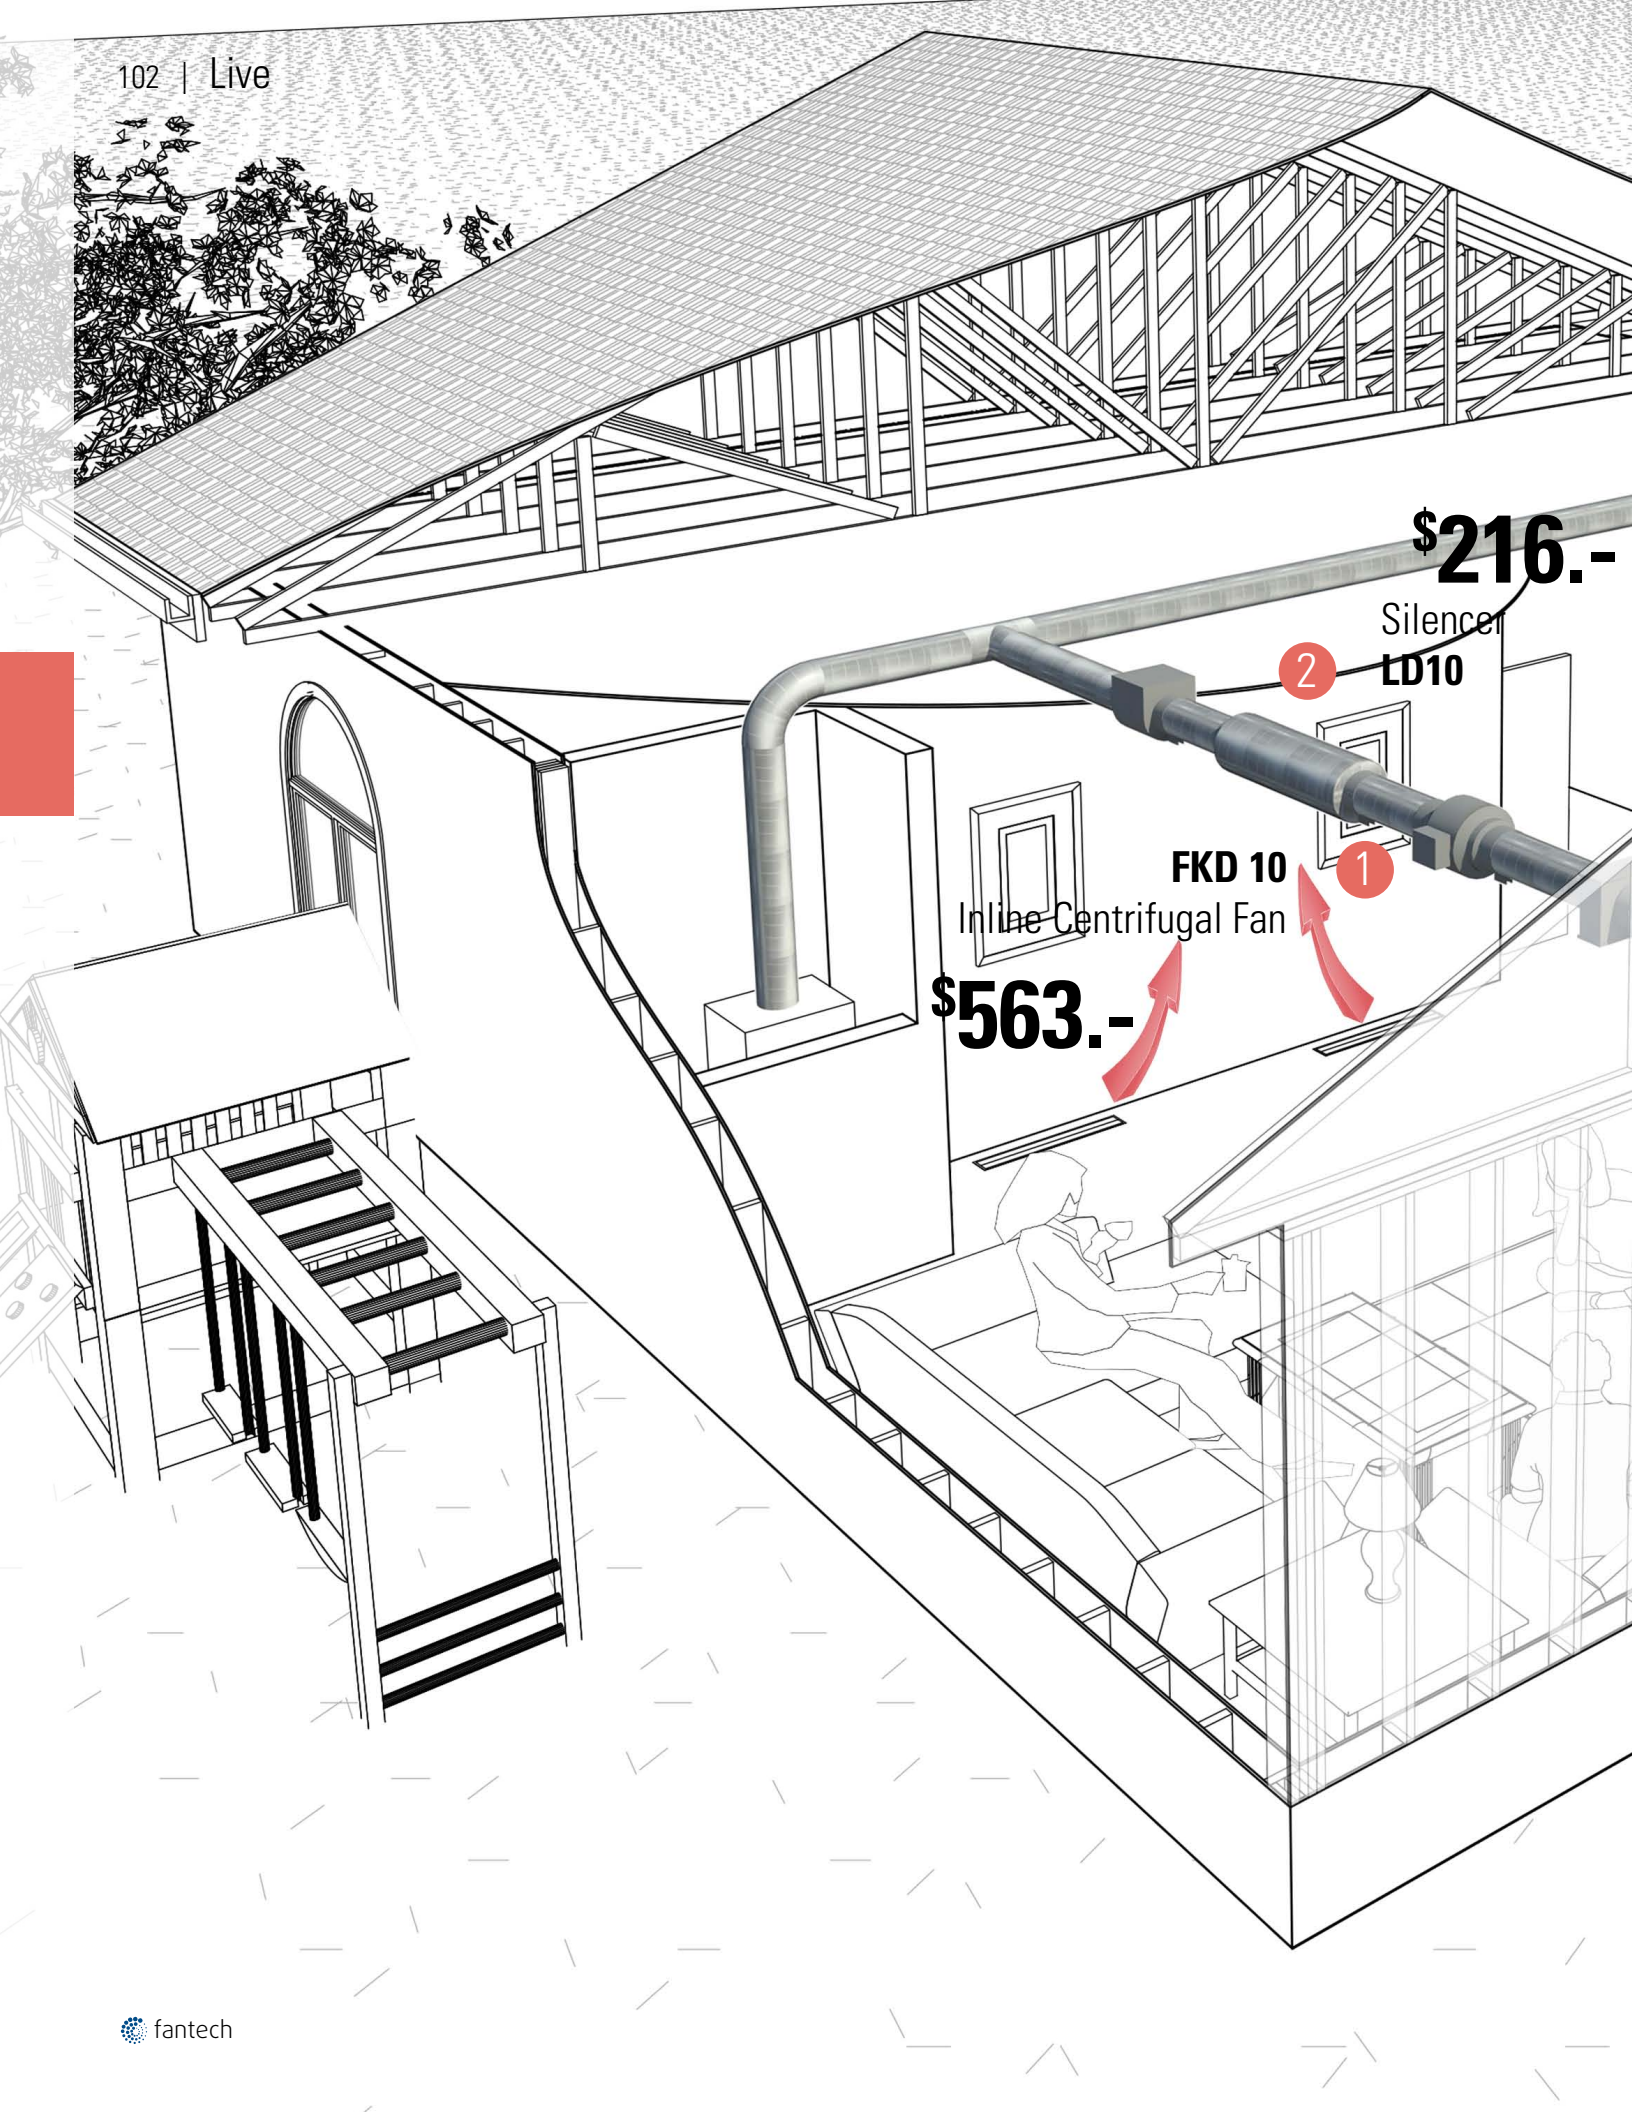 102 | Live
$216.-
Silencer
2
LD10
FKD 10
1
Inline Centrifugal Fan
$563.-
fantech